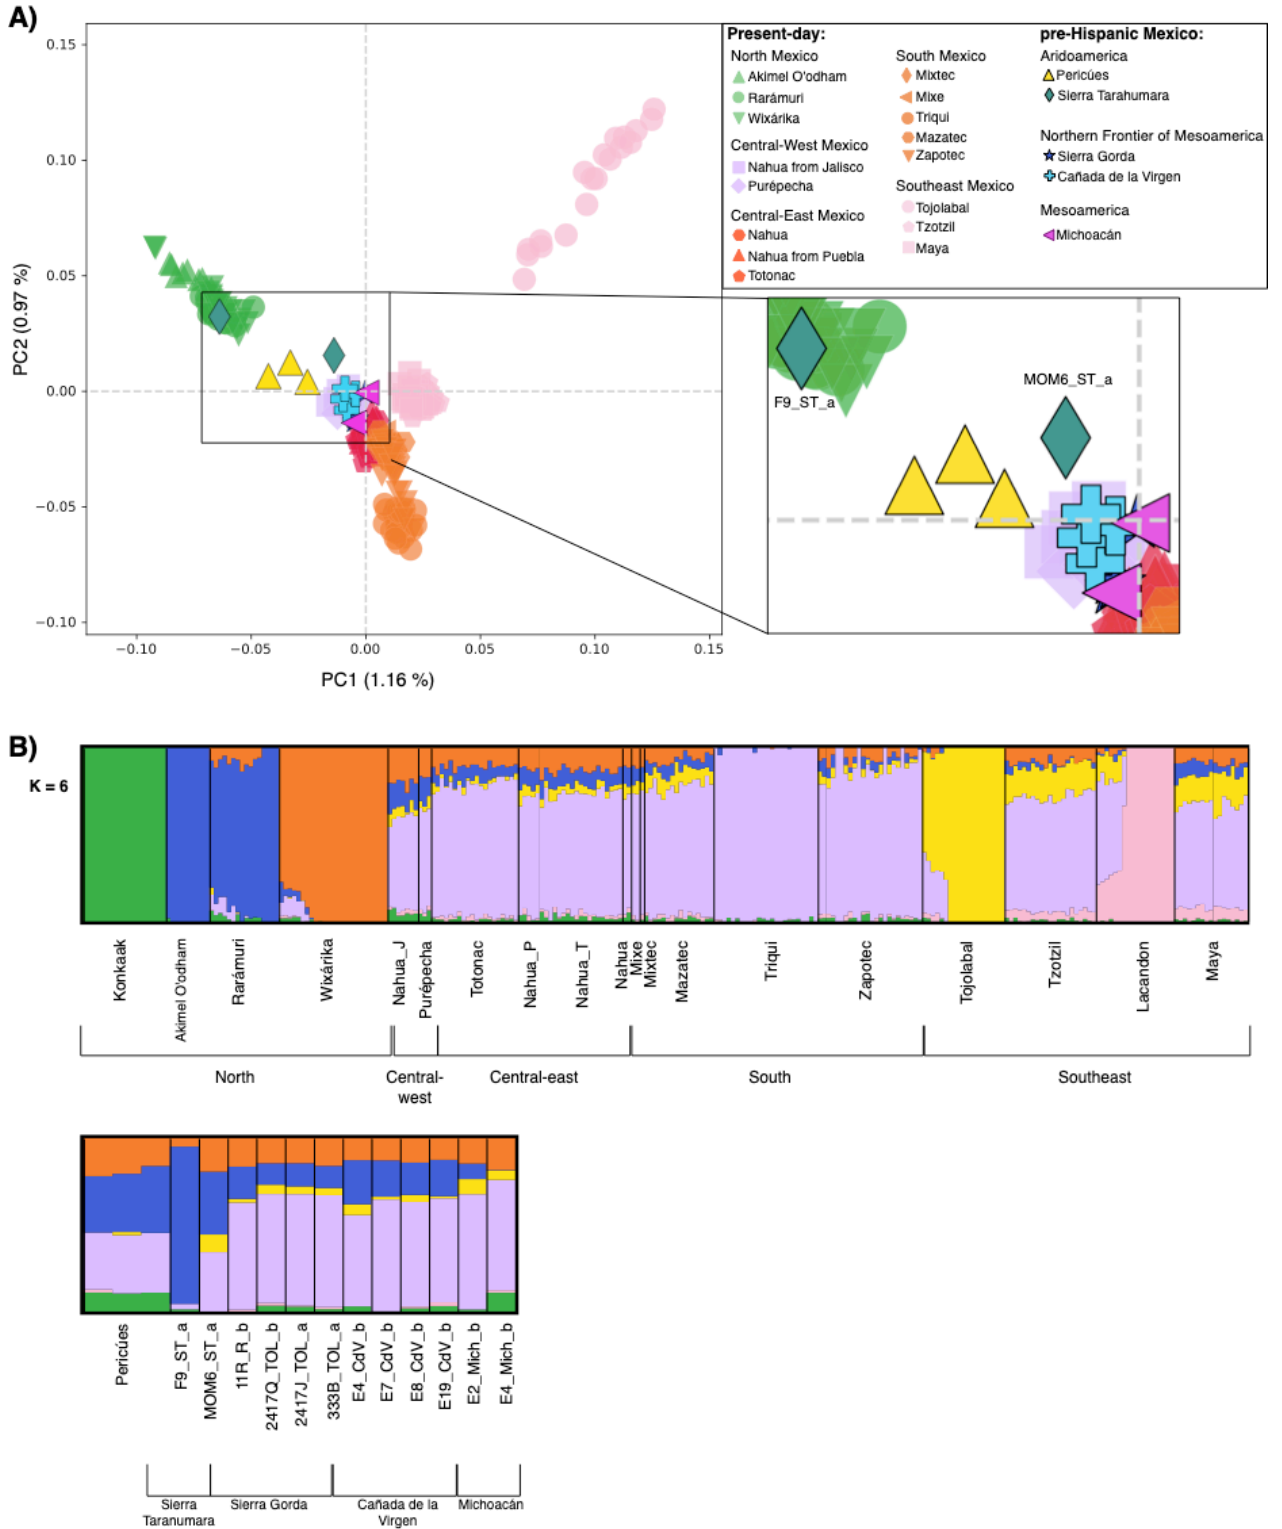 A)
0.15
0.10
0.05
0.00
−0.05
−0.10
PC2 (0.97 %)
−0.10
−0.05
0.00
0.05
0.10
0.15
PC1 (1.16 %)
Present-day:
North Mexico
Akimel O'odham
Rarámuri
Wixárika
Central-West Mexico
Nahua from Jalisco
Purépecha
Central-East Mexico
Nahua
Nahua from Puebla
Totonac
South Mexico
Mixtec
Mixe
Triqui
Mazatec
Zapotec
Southeast Mexico
Tojolabal
Tzotzil
Maya
pre-Hispanic Mexico:
Aridoamerica
Pericúes
Sierra Tarahumara
Northern Frontier of Mesoamerica
Sierra Gorda
Cañada de la Virgen
Mesoamerica
Michoacán
MOM6_ST_a
F9_ST_a
B)
K = 6
Konkaak
Akimel O'odham
Rarámuri
Wixárika
Nahua_J
Purépecha
Totonac
Nahua_P
Nahua_T
Nahua
Mixe
Mixtec
Mazatec
Triqui
Zapotec
Tojolabal
Tzotzil
Lacandon
Maya
North
Central-
west
Central-east
South
Southeast
Pericúes
F9_ST_a
MOM6_ST_a
11R_R_b
2417Q_TOL_b
2417J_TOL_a
333B_TOL_a
E4_CdV_b
E7_CdV_b
E8_CdV_b
E19_CdV_b
E2_Mich_b
E4_Mich_b
Sierra
Taranumara
Sierra Gorda
Cañada de la
Virgen
Michoacán